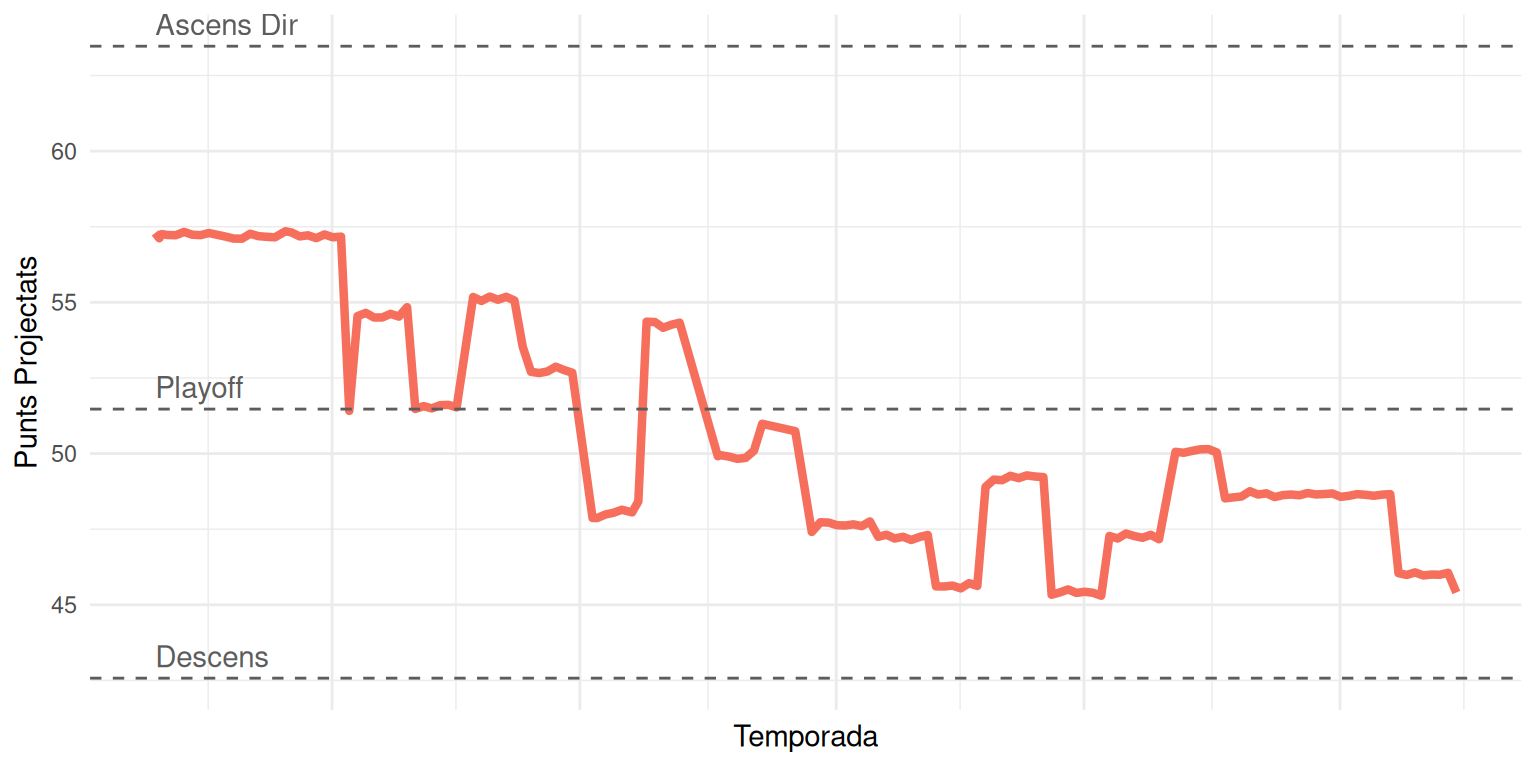 Ascens Dir
60
55
Playoff
50
45
Descens
Punts Projectats
Temporada